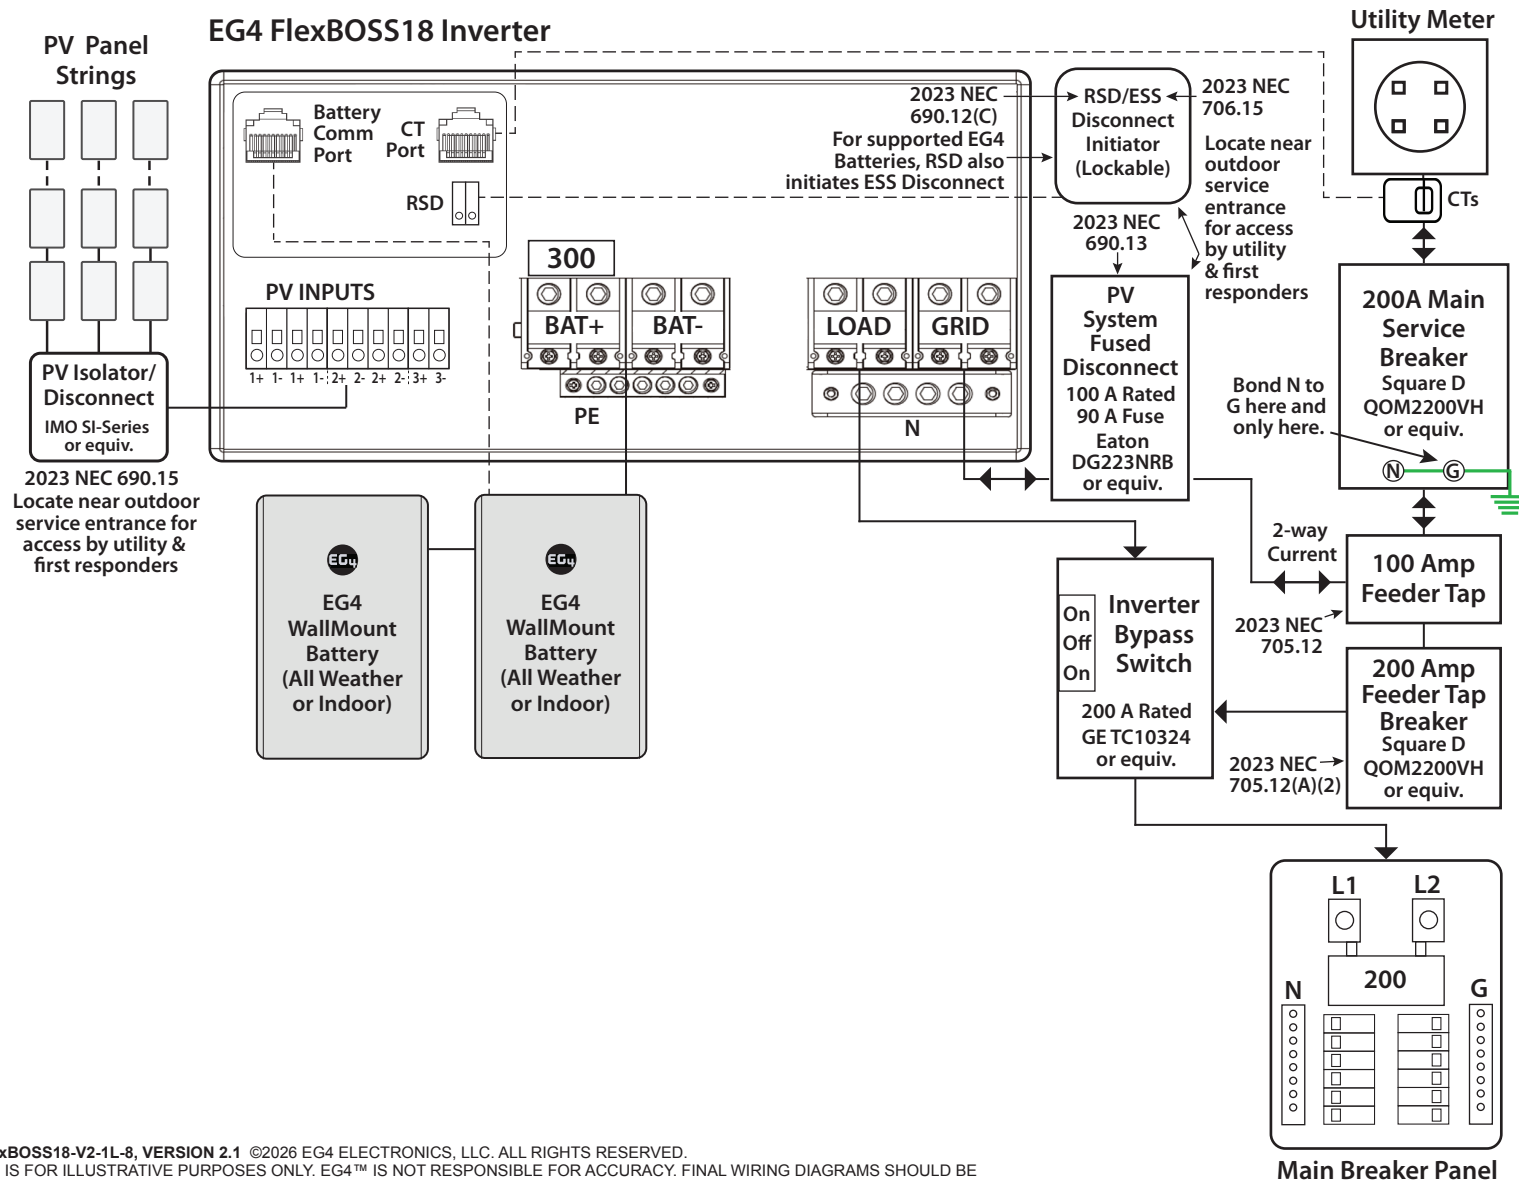 EG4 FlexBOSS18 Inverter
Utility Meter
PV Panel
Strings
Battery
Comm
Port
CT
Port
RSD
2023 NEC
690.12(C)
For supported EG4
Batteries, RSD also
initiates ESS Disconnect
RSD/ESS
Disconnect
Initiator
(Lockable)
2023 NEC
706.15
Locate near
outdoor
service
entrance
for access
by utility
& first
responders
CTs
2023 NEC
690.13
300
BAT+
BAT-
PE
LOAD
GRID
N
PV INPUTS
1+ 1- 1+ 1- 2+ 2- 2+ 2- 3+ 3-
PV Isolator/
Disconnect
IMO SI-Series
or equiv.
2023 NEC 690.15
Locate near outdoor
service entrance for
access by utility &
first responders
PV
System
Fused
Disconnect
100 A Rated
90 A Fuse
Eaton
DG223NRB
or equiv.
200A Main
Service
Breaker
Square D
QOM2200VH
or equiv.
N G
Bond N to
G here and
only here.
2-way
Current
100 Amp
Feeder Tap
2023 NEC
705.12
EG4
EG4
WallMount
Battery
(All Weather
or Indoor)
EG4
EG4
WallMount
Battery
(All Weather
or Indoor)
On
Off
On
Inverter
Bypass
Switch
200 A Rated
GE TC10324
or equiv.
200 Amp
Feeder Tap
Breaker
Square D
QOM2200VH
or equiv.
2023 NEC
705.12(A)(2)
L1 L2
200
N G
Main Breaker Panel
xBOSS18-V2-1L-8, VERSION 2.1 ©2026 EG4 ELECTRONICS, LLC. ALL RIGHTS RESERVED.
IS FOR ILLUSTRATIVE PURPOSES ONLY. EG4™ IS NOT RESPONSIBLE FOR ACCURACY. FINAL WIRING DIAGRAMS SHOULD BE